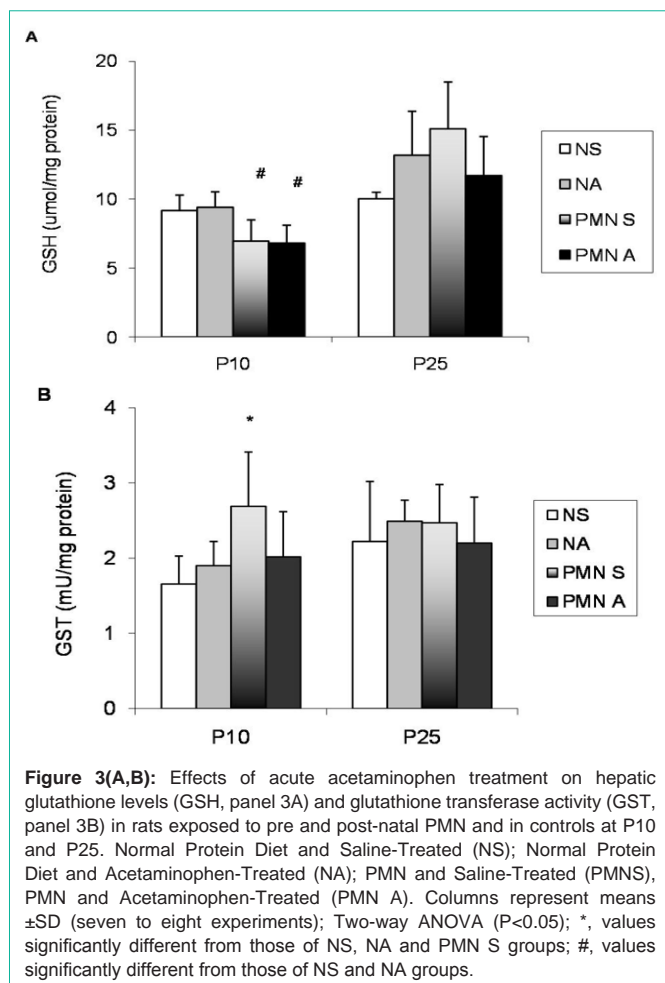 A
20
15
10
5
0
GSH (umol/mg protein)
# #
P10 P25
NS
NA
PMN S
PMN A
B
4
3
2
1
0
GST (mU/mg protein)
*
P10 P25
NS
NA
PMN S
PMN A
Figure 3(A,B): Effects of acute acetaminophen treatment on hepatic
glutathione levels (GSH, panel 3A) and glutathione transferase activity (GST,
panel 3B) in rats exposed to pre and post-natal PMN and in controls at P10
and P25. Normal Protein Diet and Saline-Treated (NS); Normal Protein
Diet and Acetaminophen-Treated (NA); PMN and Saline-Treated (PMNS),
PMN and Acetaminophen-Treated (PMN A). Columns represent means
±SD (seven to eight experiments); Two-way ANOVA (P<0.05); *, values
significantly different from those of NS, NA and PMN S groups; #, values
significantly different from those of NS and NA groups.